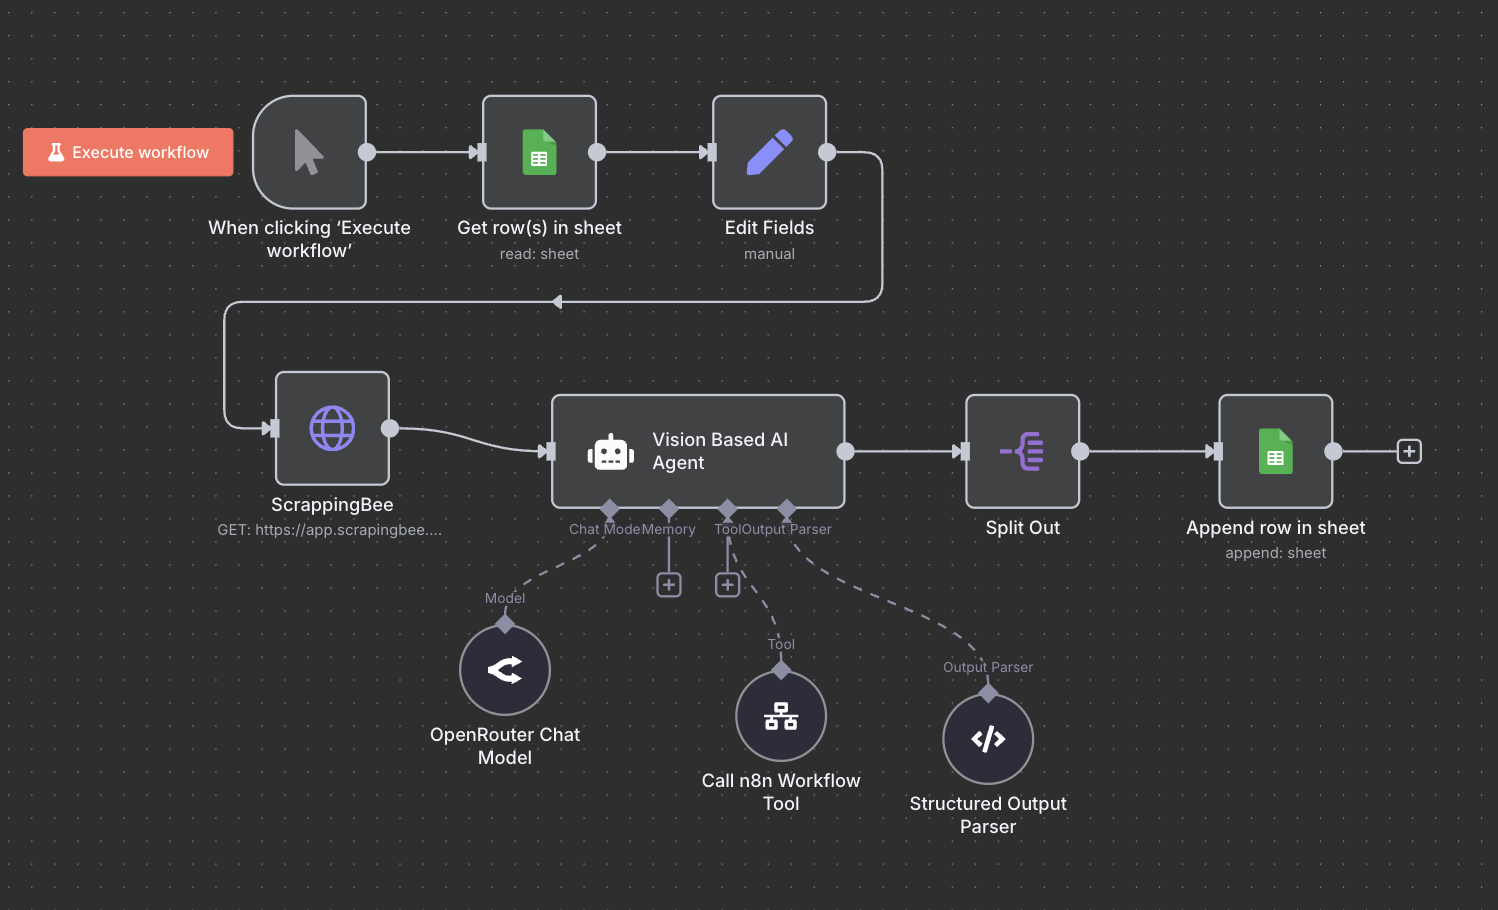 Execute workflow
When clicking ‘Execute
workflow’
Get row(s) in sheet
read: sheet
Edit Fields
manual
ScrappingBee
GET: https://app.scrapingbee....
Vision Based AI
Agent
Chat Mode
Memory
Tool
Output Parser
Split Out
Append row in sheet
append: sheet
Model
OpenRouter Chat
Model
Tool
Call n8n Workflow
Tool
Output Parser
Structured Output
Parser